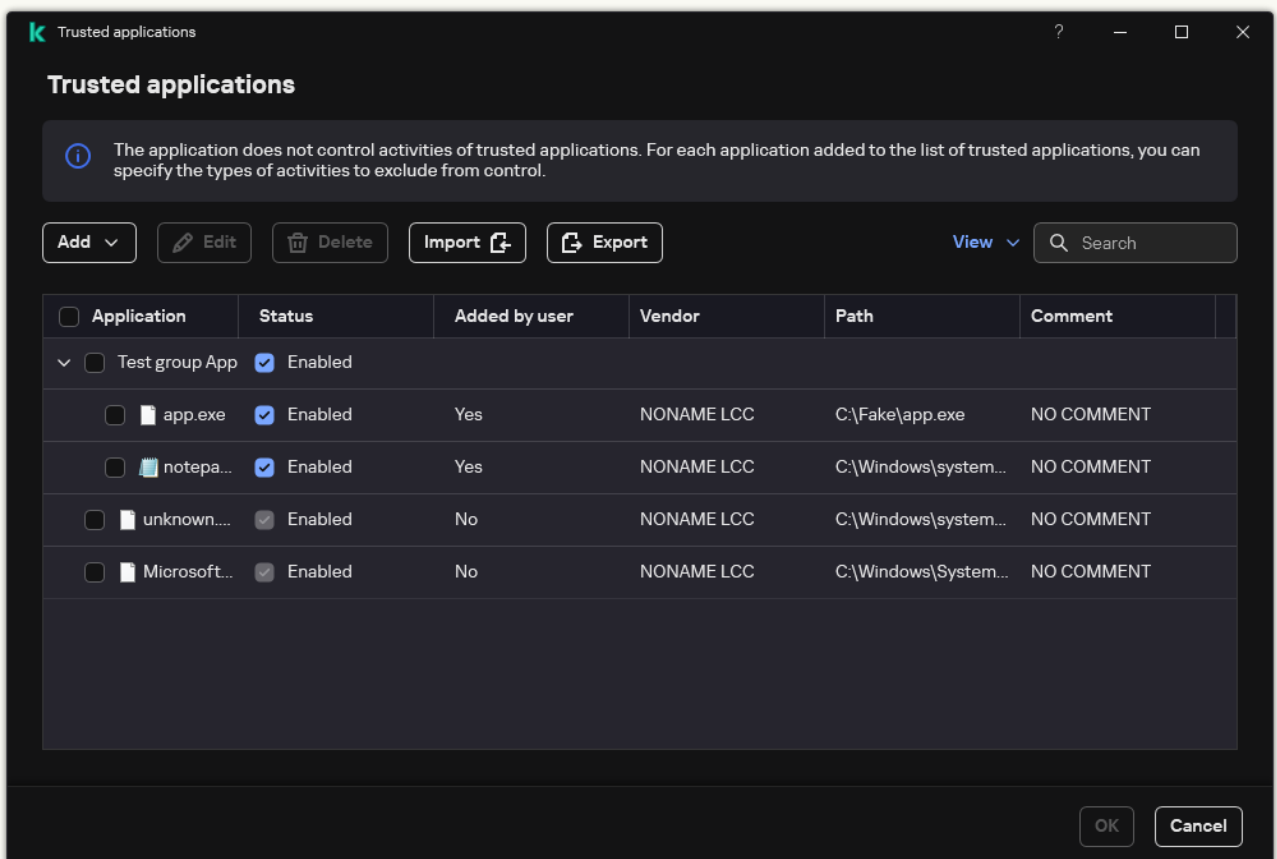 Trusted applications
Trusted applications
The application does not control activities of trusted applications. For each application added to the list of trusted applications, you can
specify the types of activities to exclude from control.
Add Edit Delete Import Export View Search
Application Status Added by user Vendor Path Comment
Test group App Enabled
app.exe Enabled Yes NONAME LCC C:\Fake\app.exe NO COMMENT
notepa... Enabled Yes NONAME LCC C:\Windows\system... NO COMMENT
unknown.... Enabled No NONAME LCC C:\Windows\system... NO COMMENT
Microsoft... Enabled No NONAME LCC C:\Windows\System... NO COMMENT
OK Cancel